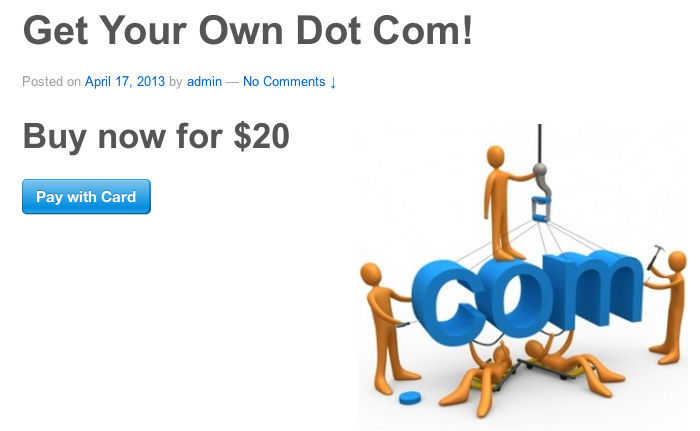 Get Your Own Dot Com!
Posted on April 17, 2013 by admin — No Comments ↓
Buy now for $20
Pay with Card
com